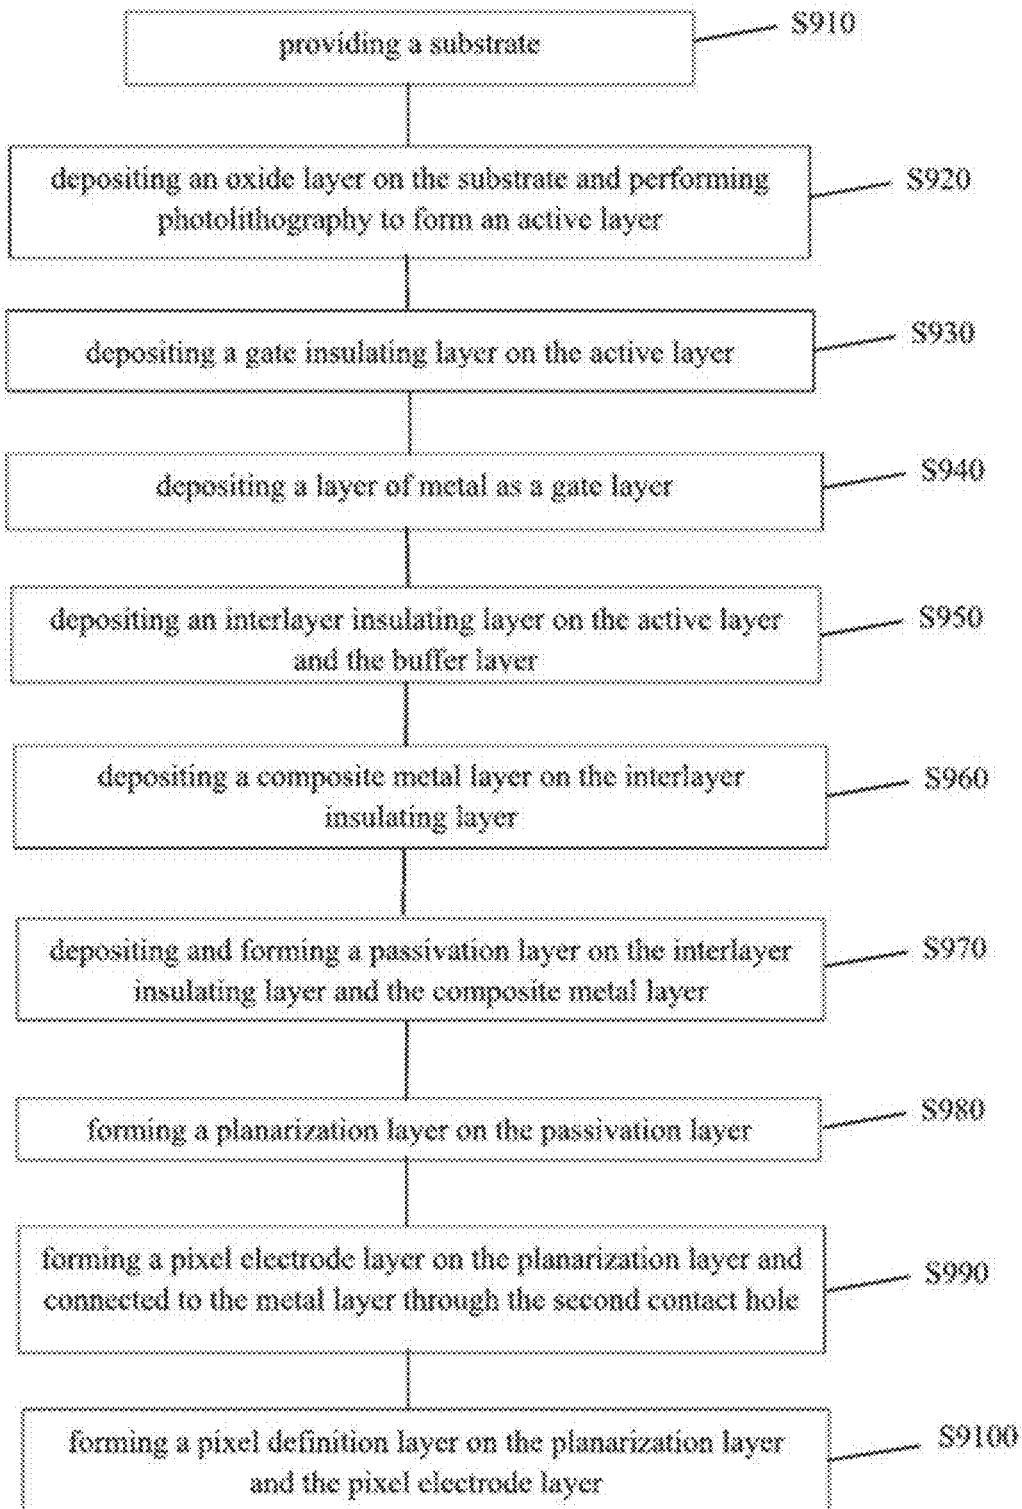 providing a substrate
S910
depositing an oxide layer on the substrate and performing
photolithography to form an active layer
S920
depositing a gate insulating layer on the active layer
S930
depositing a layer of metal as a gate layer
S940
depositing an interlayer insulating layer on the active layer
and the buffer layer
S950
depositing a composite metal layer on the interlayer
insulating layer
S960
depositing and forming a passivation layer on the interlayer
insulating layer and the composite metal layer
S970
forming a planarization layer on the passivation layer
S980
forming a pixel electrode layer on the planarization layer and
connected to the metal layer through the second contact hole
S990
forming a pixel definition layer on the planarization layer
and the pixel electrode layer
S9100